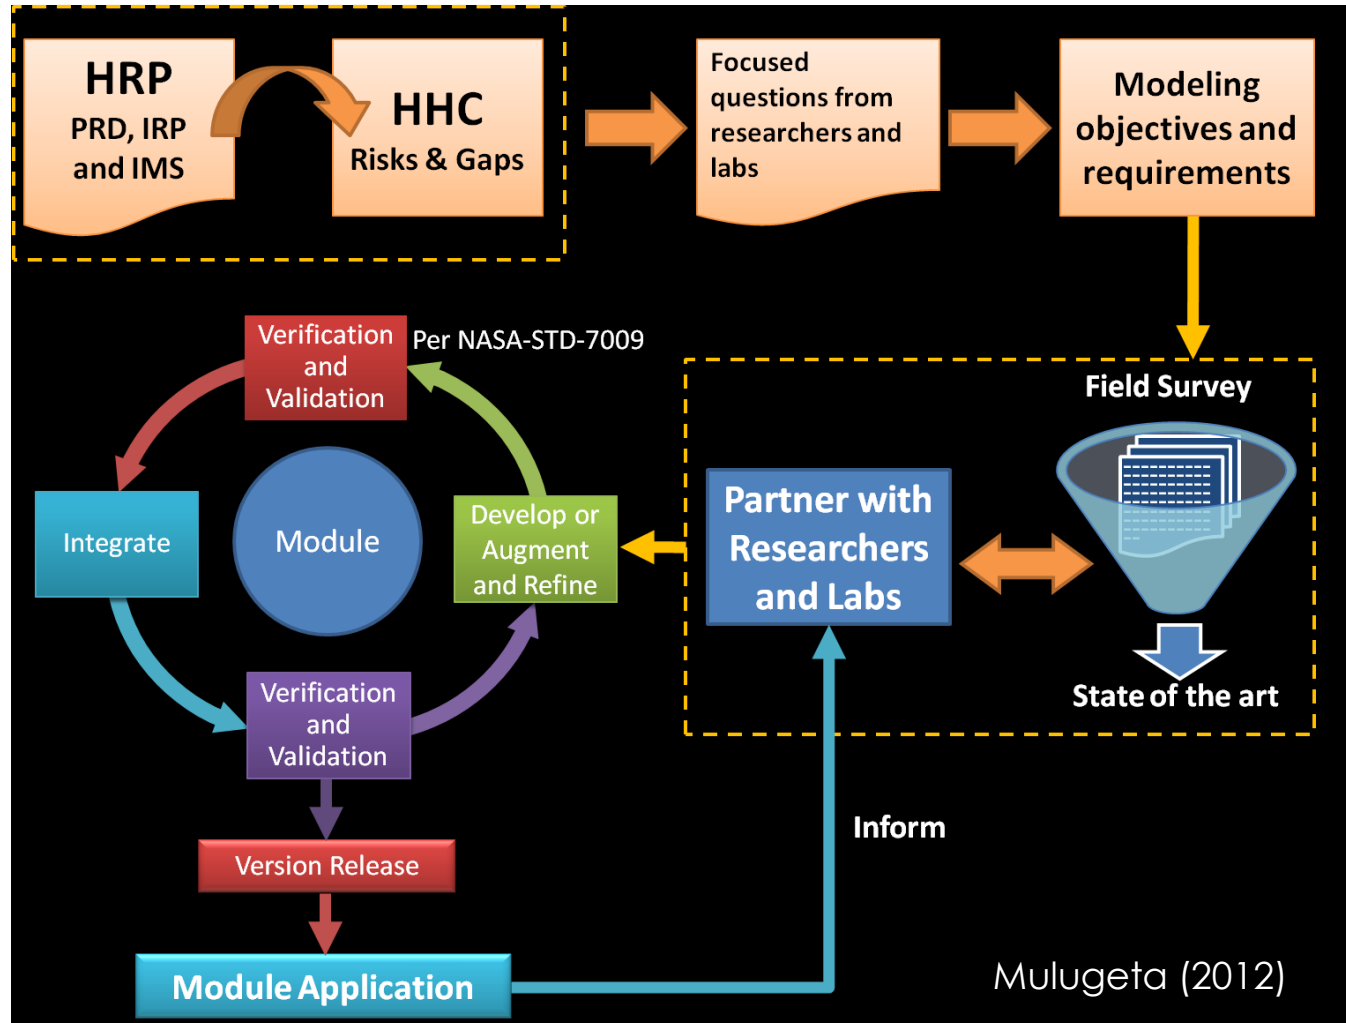 HRP
PRD, IRP
and IMS
HHC
Risks & Gaps
Focused
questions from
researchers and
labs
Modeling
objectives and
requirements
Verification
and
Validation
Per NASA-STD-7009
Field Survey
Integrate
Module
Develop or
Augment
and Refine
Partner with
Researchers
and Labs
State of the art
Verification
and
Validation
Inform
Version Release
Module Application
Mulugeta (2012)